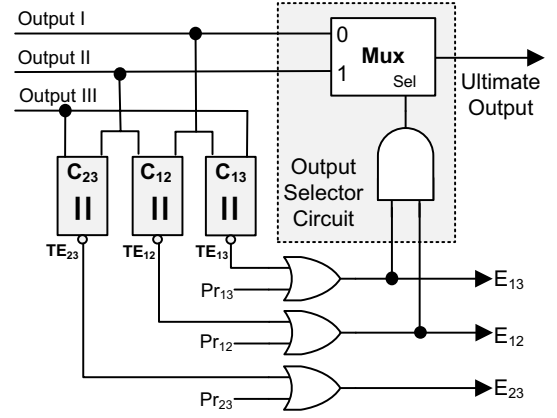 Output I
Output II
Output III
0
1
Mux
Sel
Ultimate
Output
Output
Selector
Circuit
C23
C12
C13
=
=
=
TE23
TE12
TE13
Pr13
Pr12
Pr23
E13
E12
E23